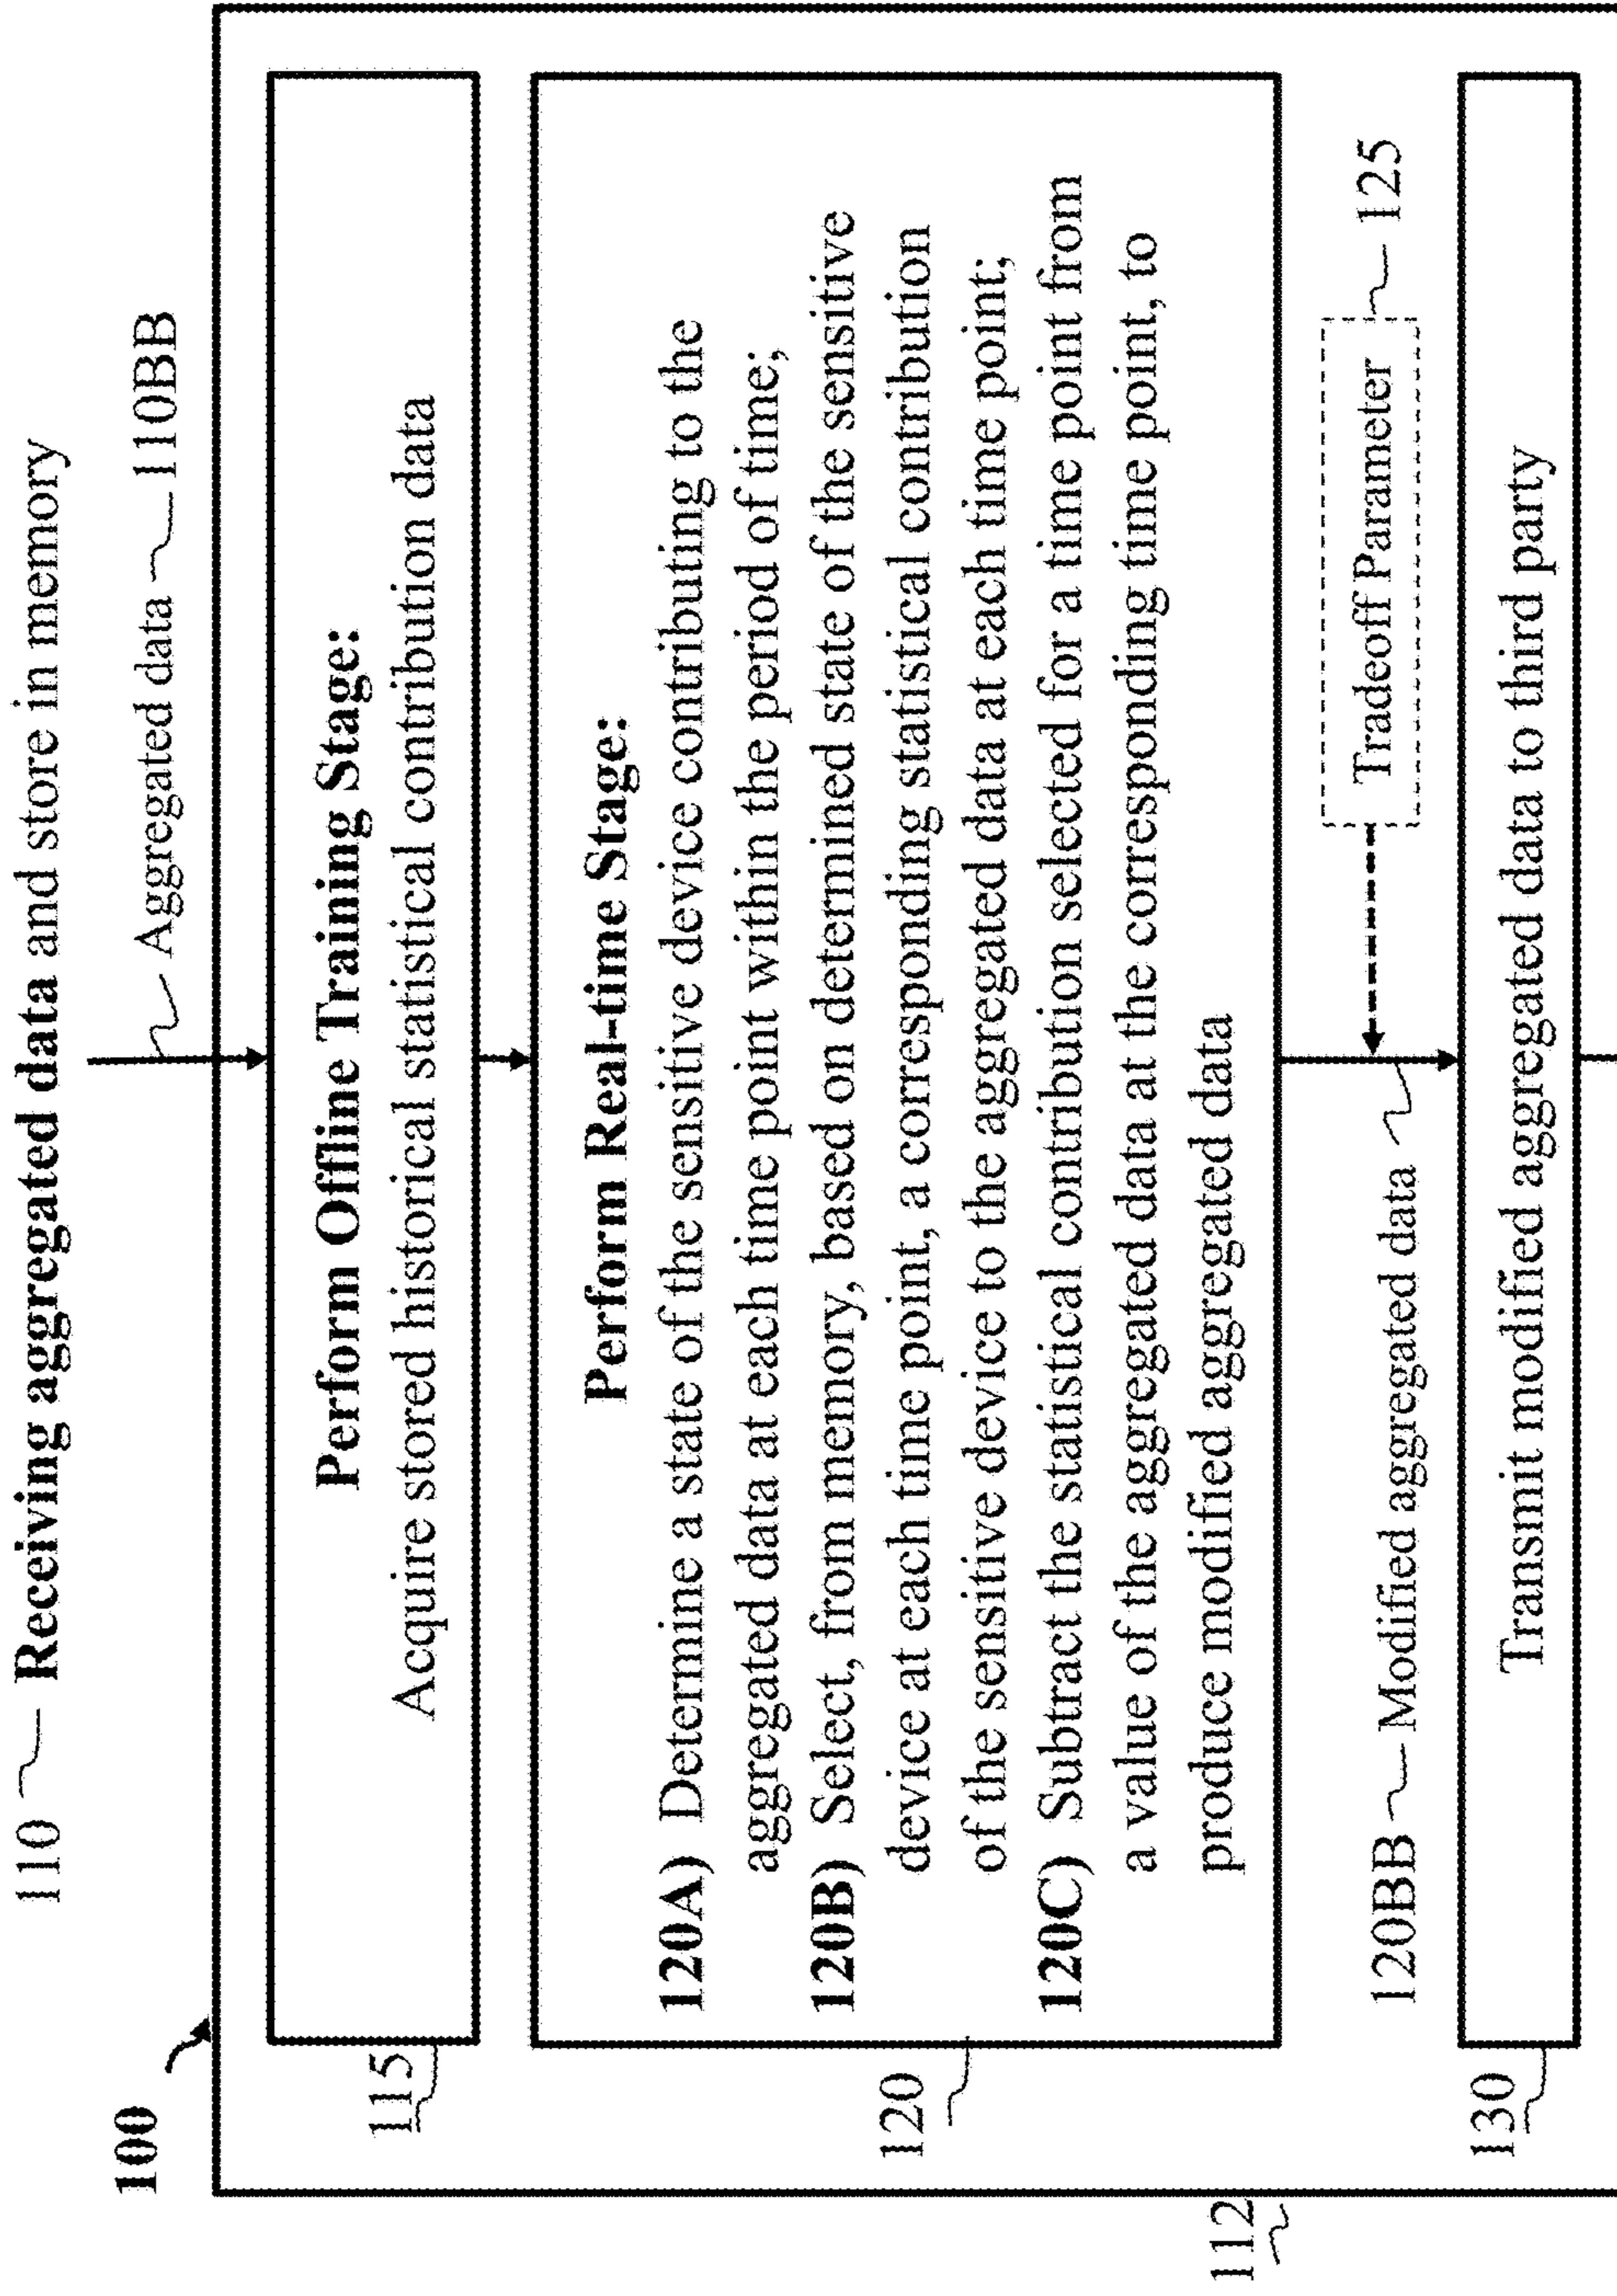 110 Receiving aggregated data and store in memory
100
Aggregated data 110BB
Perform Offline Training Stage:
Acquire stored historical statistical contribution data
115
Perform Real-time Stage:
120A) Determine a state of the sensitive device contributing to the
aggregated data at each time point within the period of time;
120B) Select, from memory, based on determined state of the sensitive
device at each time point, a corresponding statistical contribution
of the sensitive device to the aggregated data at each time point;
120C) Subtract the statistical contribution selected for a time point from
a value of the aggregated data at the corresponding time point, to
produce modified aggregated data
120
112
120BB Modified aggregated data
Tradeoff Parameter 125
Transmit modified aggregated data to third party
130